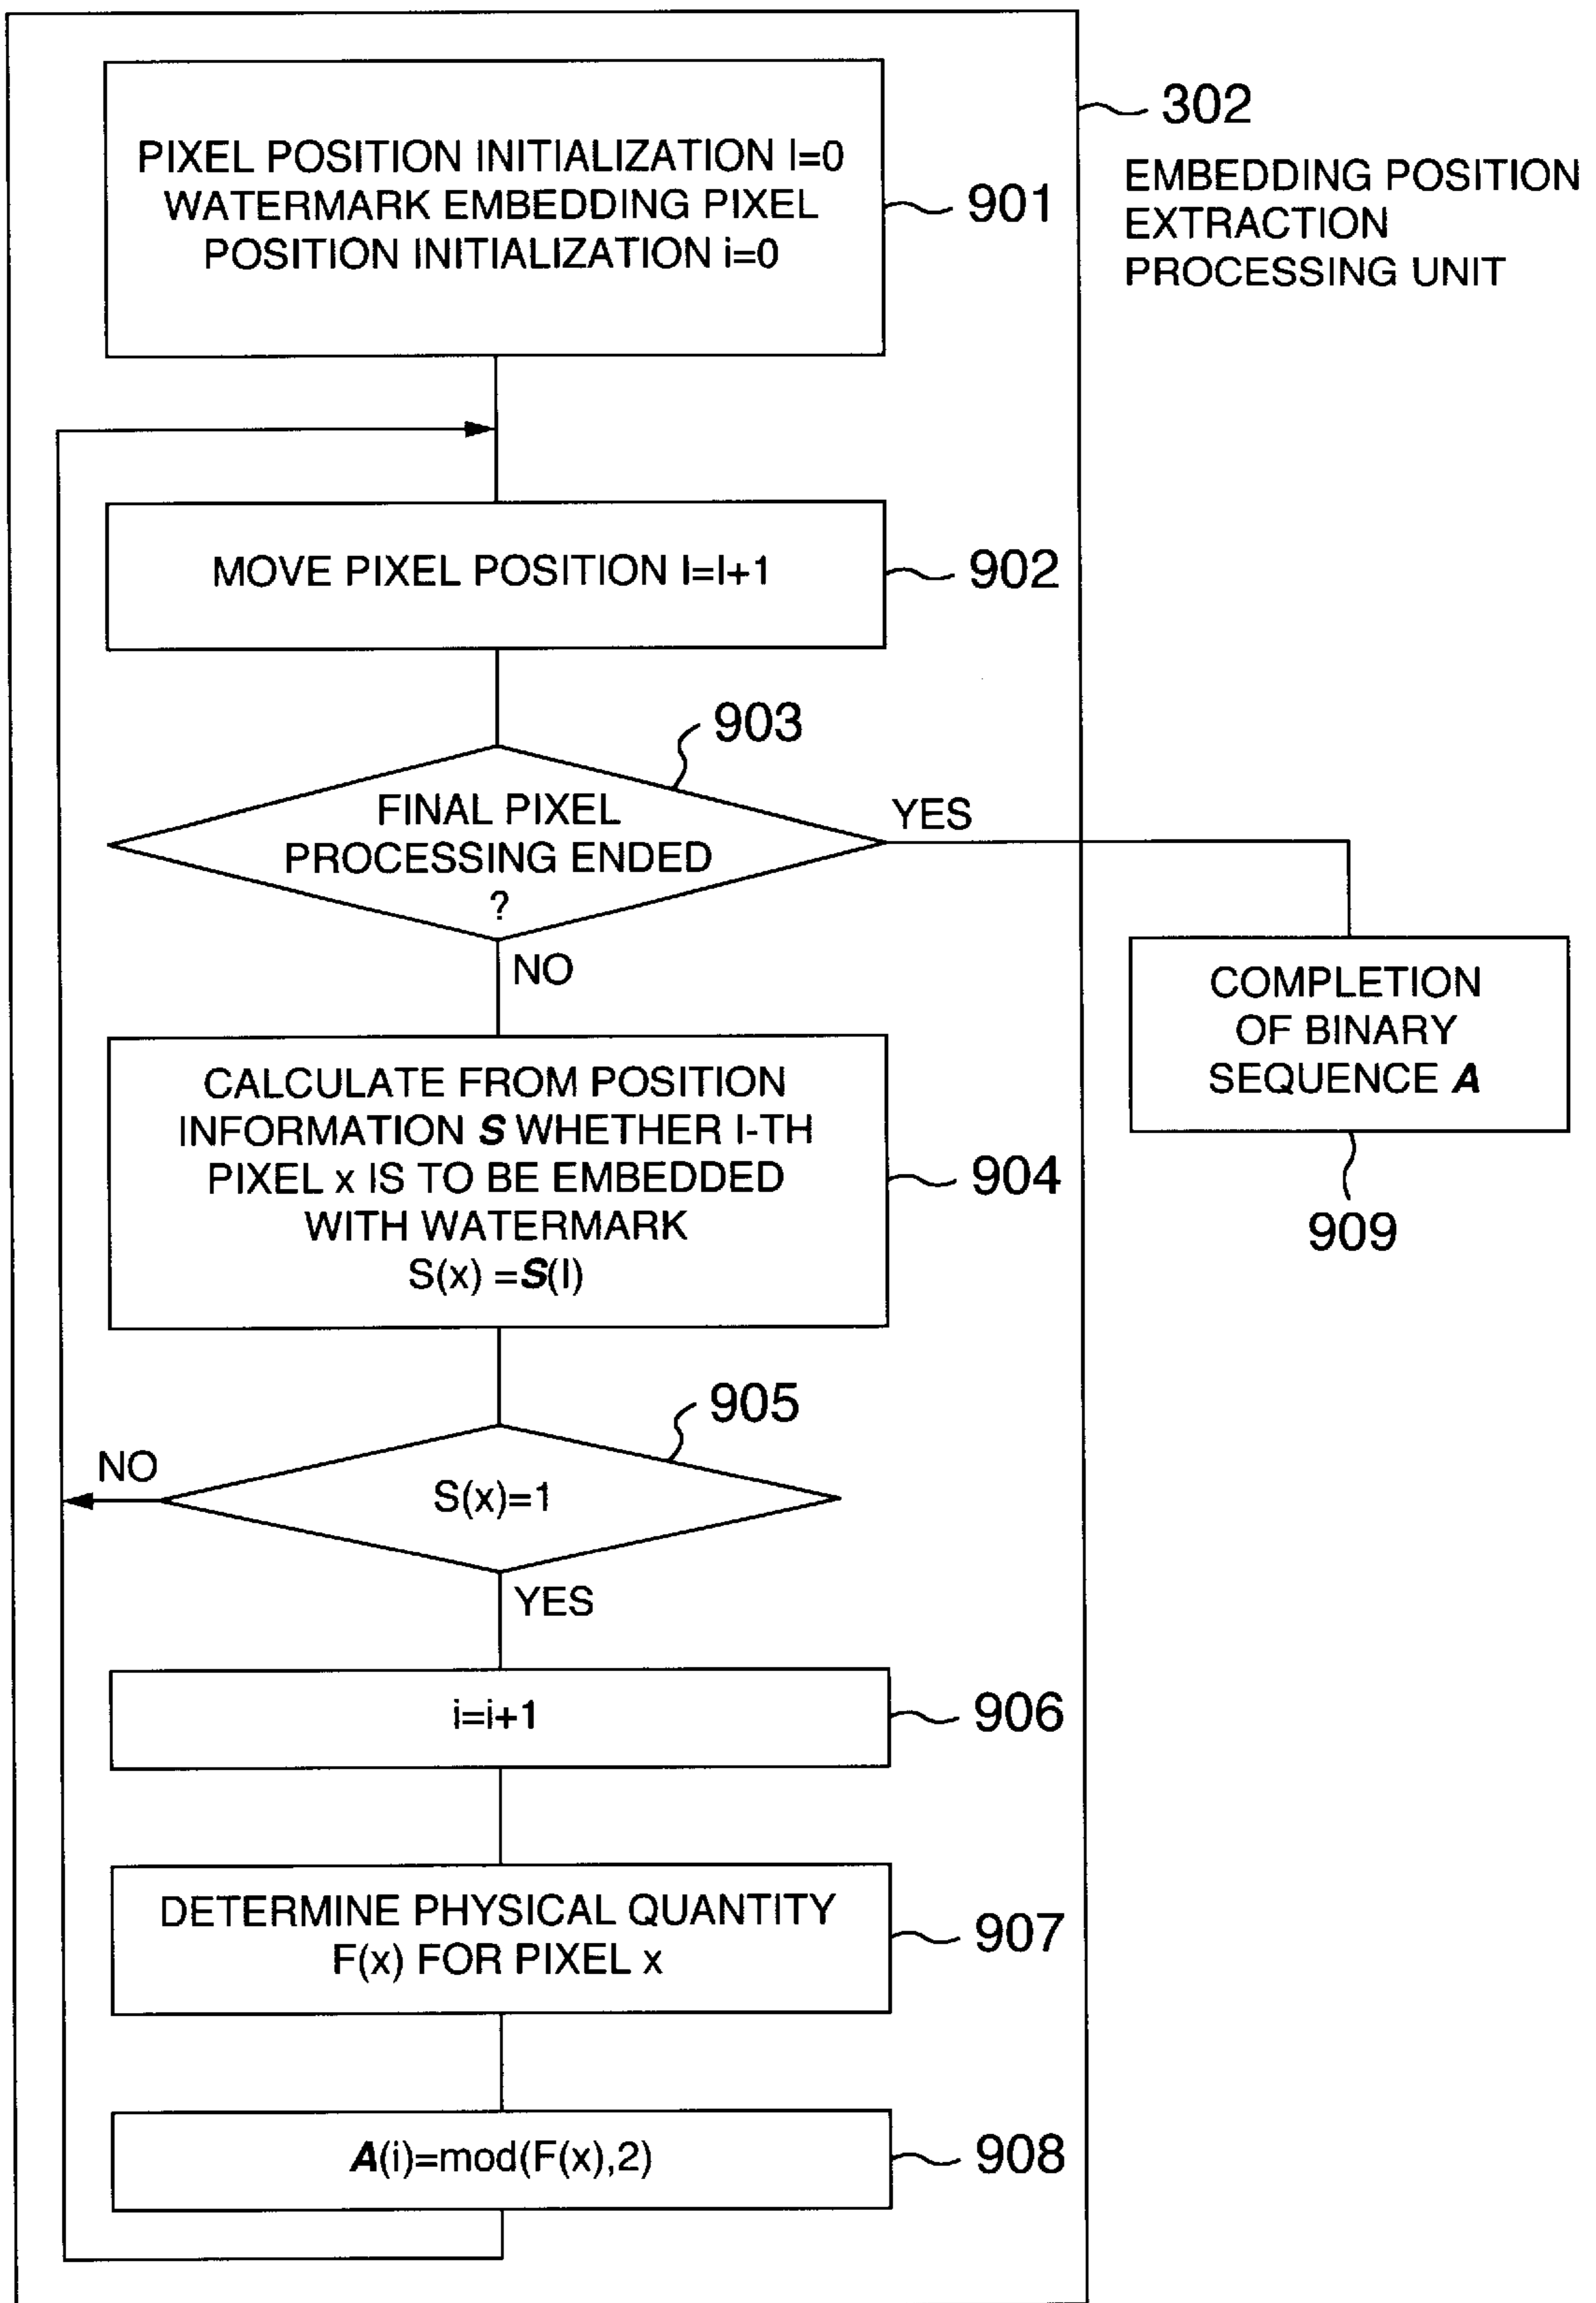 PIXEL POSITION INITIALIZATION I=0
WATERMARK EMBEDDING PIXEL
POSITION INITIALIZATION i=0
901
302
EMBEDDING POSITION
EXTRACTION
PROCESSING UNIT
MOVE PIXEL POSITION I=I+1
902
903
FINAL PIXEL
PROCESSING ENDED
?
YES
NO
COMPLETION
OF BINARY
SEQUENCE A
909
CALCULATE FROM POSITION
INFORMATION S WHETHER I-TH
PIXEL x IS TO BE EMBEDDED
WITH WATERMARK
S(x) =S(I)
904
905
NO
S(x)=1
YES
i=i+1
906
DETERMINE PHYSICAL QUANTITY
F(x) FOR PIXEL x
907
A(i)=mod(F(x),2)
908